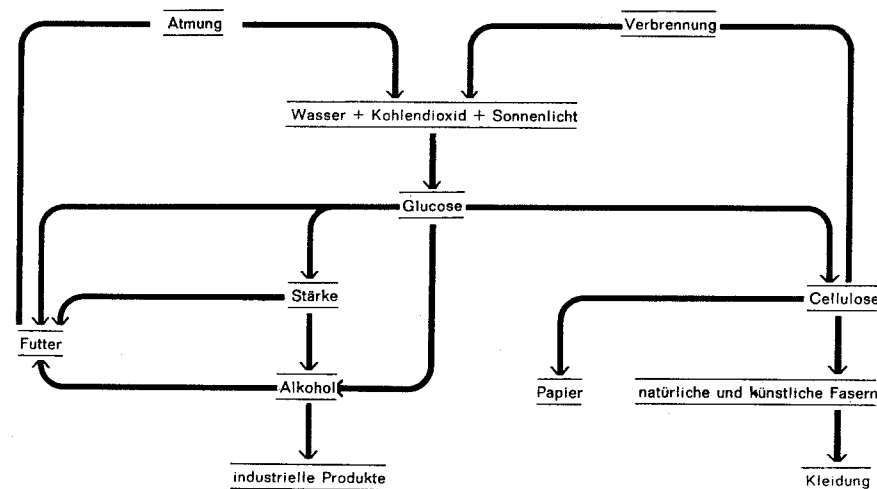 Atmung
Verbrennung
Wasser + Kohlendioxid + Sonnenlicht
Glucose
Stärke
Cellulose
Futter
Alkohol
Papier
natürliche und künstliche Fasern
industrielle Produkte
Kleidung